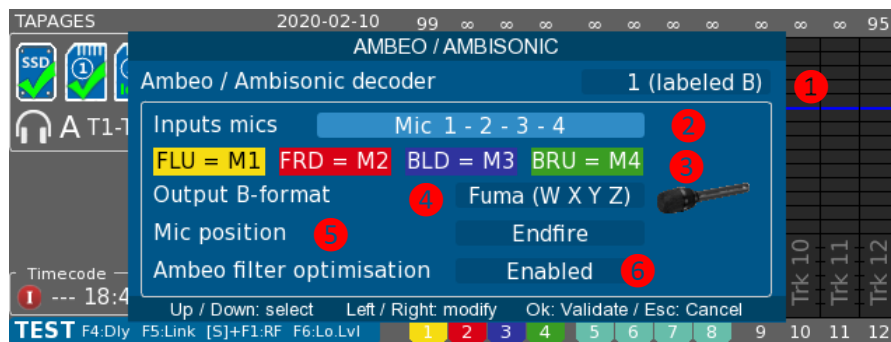 TAPAGES 2020-02-10 99 ∞ ∞ ∞ ∞ ∞ ∞ ∞ ∞ ∞ ∞ 95
AMBEO / AMBISONIC
SSD 1
Ambeo / Ambisonic decoder 1 (labeled B) 1
A T1-T
Inputs mics Mic 1 - 2 - 3 - 4 2
FLU = M1 FRD = M2 BLD = M3 BRU = M4 3
Output B-format 4 Fuma (W X Y Z)
Mic position 5 Endfire
Ambeo filter optimisation Enabled 6
Timecode
I --- 18:4
Trk 10 Trk 11 Trk 12
Up / Down: select Left / Right: modify Ok: Validate / Esc: Cancel
TEST F4:Dly F5:Link [S]+F1:RF F6:Lo.Lvl 1 2 3 4 5 6 7 8 9 10 11 12